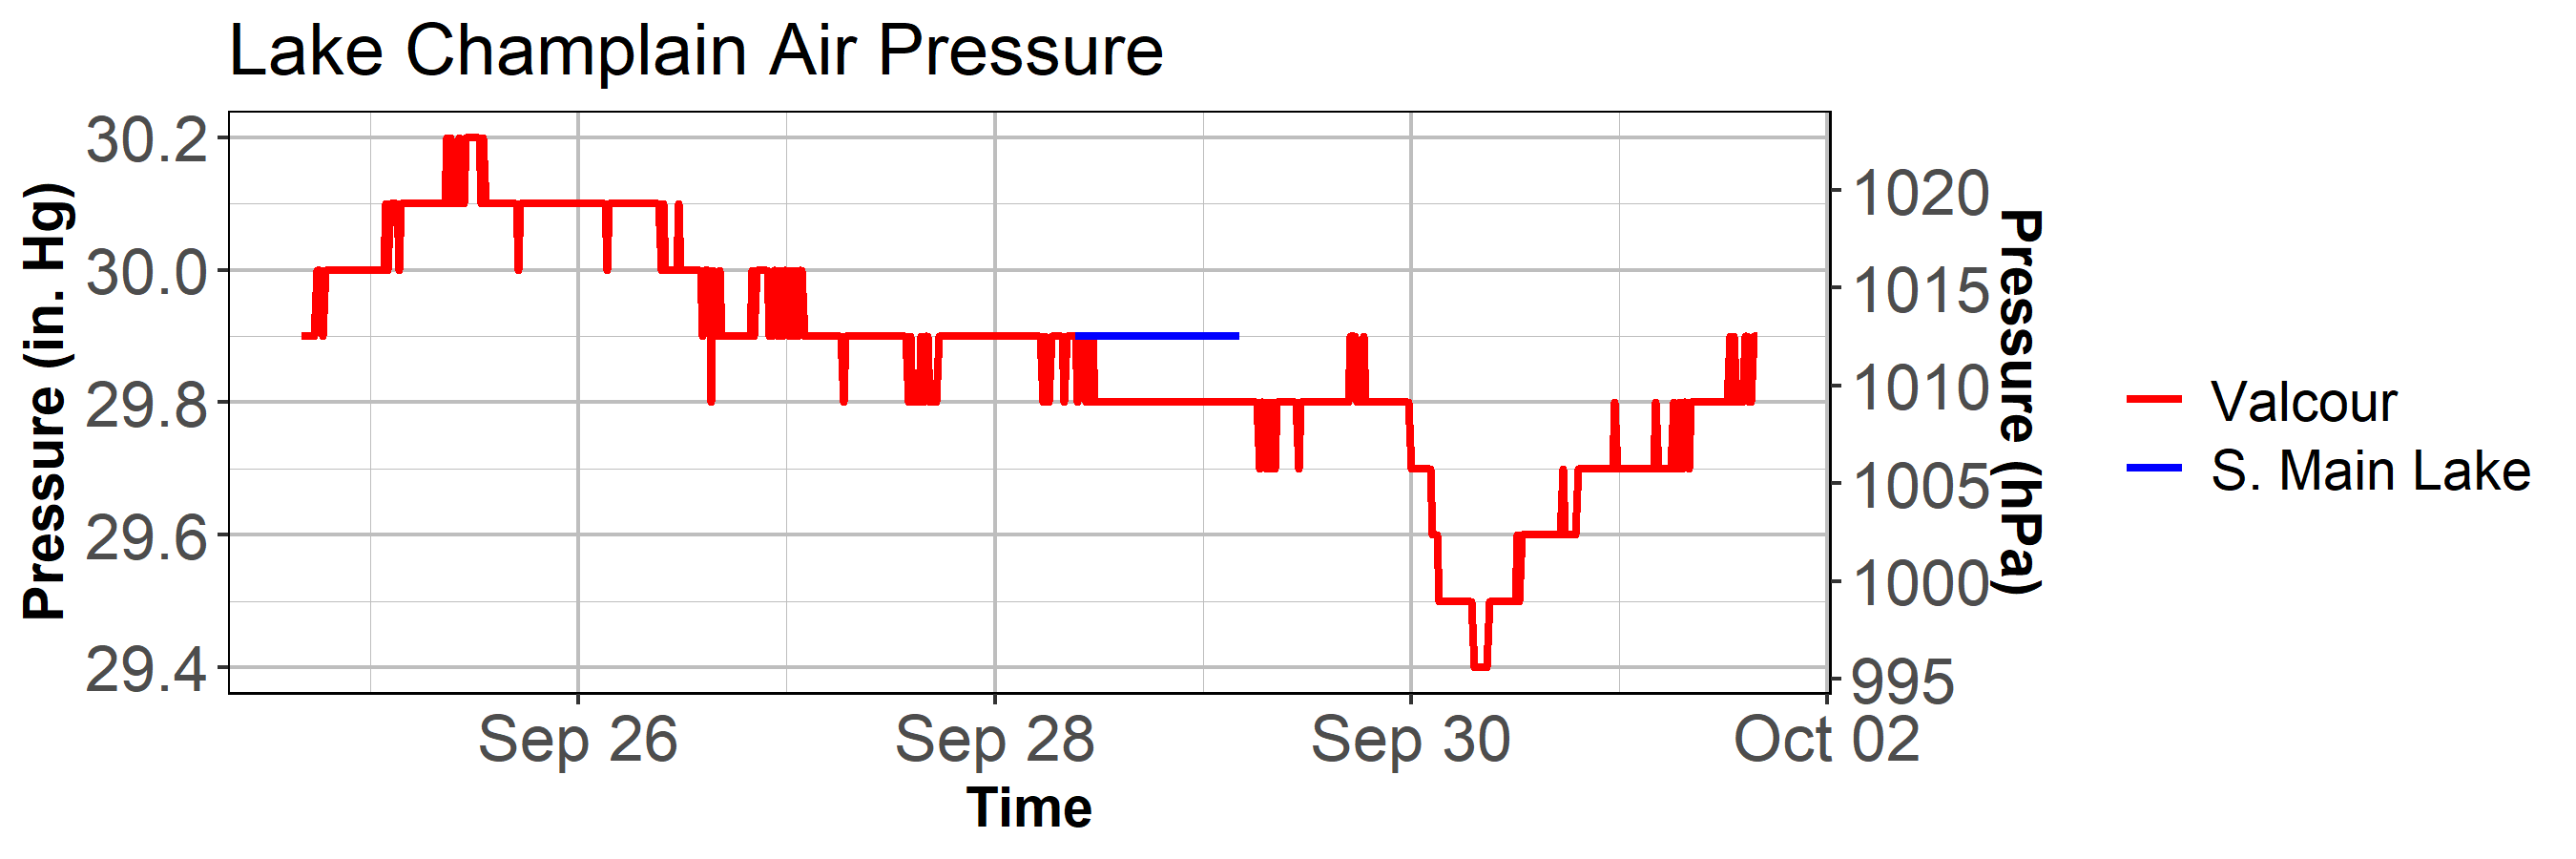 Lake Champlain Air Pressure
Pressure (in. Hg)
30.2
30.0
29.8
29.6
29.4
1020
1015
1010
1005
1000
995
Pressure (hPa)
Sep 26
Sep 28
Sep 30
Oct 02
Time
Valcour
S. Main Lake